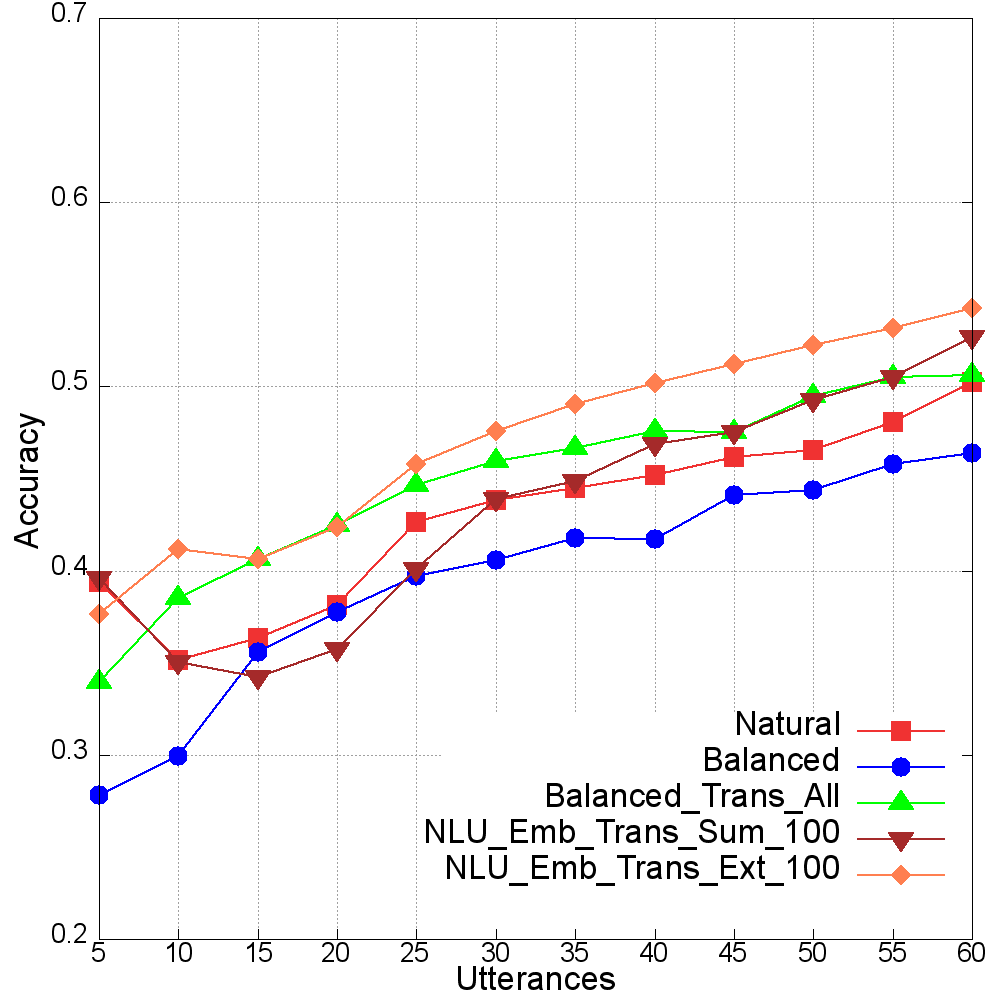 0.7
0.6
0.5
0.4
0.3
0.2
Accuracy
Natural
Balanced
Balanced_Trans_All
NLU_Emb_Trans_Sum_100
NLU_Emb_Trans_Ext_100
5 10 15 20 25 30 35 40 45 50 55 60
Utterances